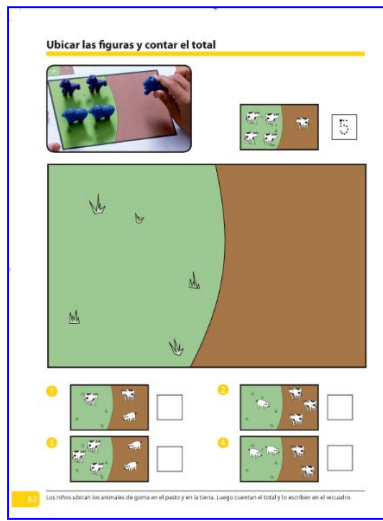 Ubicar las figuras y contar el total
5
1
2
3
4
62 Los niños ubican los animales de goma en el pasto y en la tierra. Luego cuentan el total y lo escriben en el recuadro.